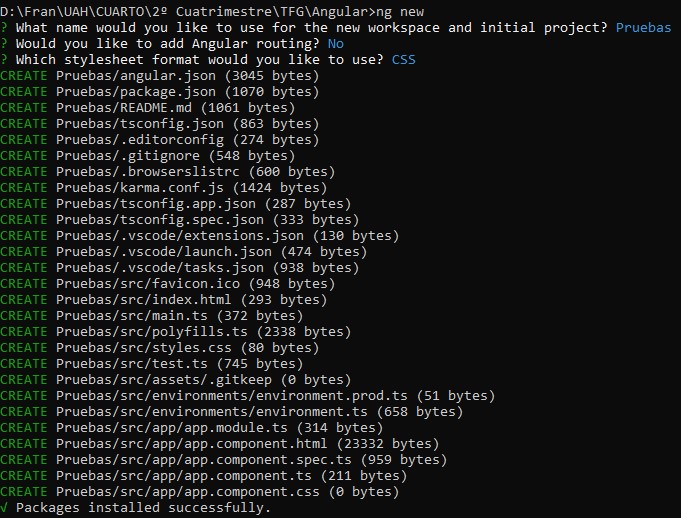 D:\Fran\UAH\CUARTO\2º Cuatrimestre\TFG\Angular>ng new
? What name would you like to use for the new workspace and initial project? Pruebas
? Would you like to add Angular routing? No
? Which stylesheet format would you like to use? CSS
CREATE Pruebas/angular.json (3045 bytes)
CREATE Pruebas/package.json (1070 bytes)
CREATE Pruebas/README.md (1061 bytes)
CREATE Pruebas/tsconfig.json (863 bytes)
CREATE Pruebas/.editorconfig (274 bytes)
CREATE Pruebas/.gitignore (548 bytes)
CREATE Pruebas/.browserslistrc (600 bytes)
CREATE Pruebas/karma.conf.js (1424 bytes)
CREATE Pruebas/tsconfig.app.json (287 bytes)
CREATE Pruebas/tsconfig.spec.json (333 bytes)
CREATE Pruebas/.vscode/extensions.json (130 bytes)
CREATE Pruebas/.vscode/launch.json (474 bytes)
CREATE Pruebas/.vscode/tasks.json (938 bytes)
CREATE Pruebas/src/favicon.ico (948 bytes)
CREATE Pruebas/src/index.html (293 bytes)
CREATE Pruebas/src/main.ts (372 bytes)
CREATE Pruebas/src/polyfills.ts (2338 bytes)
CREATE Pruebas/src/styles.css (80 bytes)
CREATE Pruebas/src/test.ts (745 bytes)
CREATE Pruebas/src/assets/.gitkeep (0 bytes)
CREATE Pruebas/src/environments/environment.prod.ts (51 bytes)
CREATE Pruebas/src/environments/environment.ts (658 bytes)
CREATE Pruebas/src/app/app.module.ts (314 bytes)
CREATE Pruebas/src/app/app.component.html (23332 bytes)
CREATE Pruebas/src/app/app.component.spec.ts (959 bytes)
CREATE Pruebas/src/app/app.component.ts (211 bytes)
CREATE Pruebas/src/app/app.component.css (0 bytes)
√ Packages installed successfully.